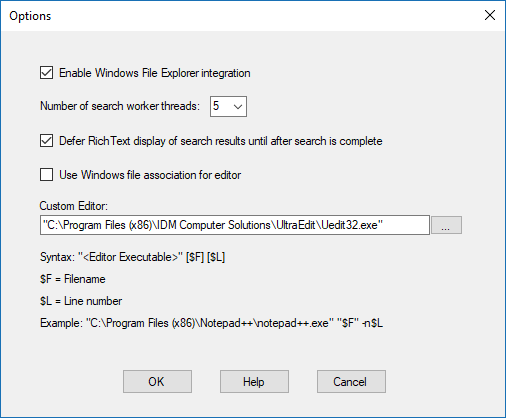 Options
Enable Windows File Explorer integration
Number of search worker threads: 5
Defer RichText display of search results until after search is complete
Use Windows file association for editor
Custom Editor:
"C:\Program Files (x86)\IDM Computer Solutions\UltraEdit\Uedit32.exe" ...
Syntax: "<Editor Executable>" [$F] [$L]
$F = Filename
$L = Line number
Example: "C:\Program Files (x86)\Notepad++\notepad++.exe" "$F" -n$L
OK Help Cancel